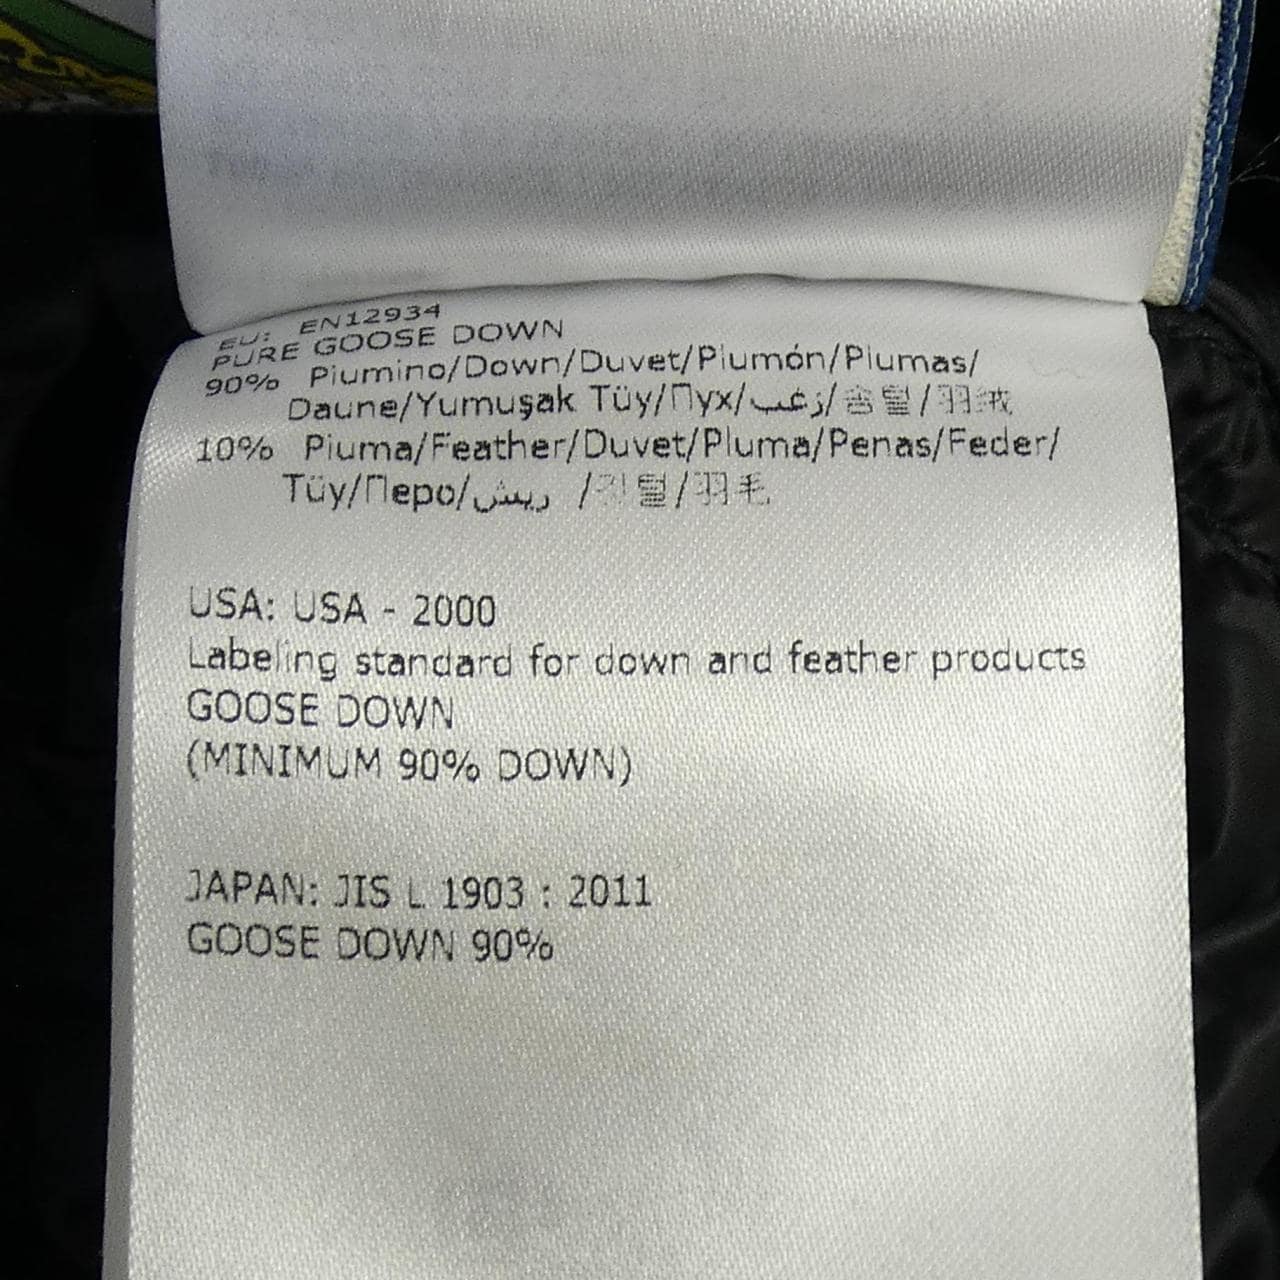 EU: EN12934
PURE GOOSE DOWN
90% Piumino/Down/Duvet/Plumón/Plumas/
Daune/Yumuşak Tüy/Пух/زغب/솜털/羽绒
10% Piuma/Feather/Duvet/Pluma/Penas/Feder/
Tüy/Перо/ريش /깃털/羽毛
USA: USA - 2000
Labeling standard for down and feather products
GOOSE DOWN
(MINIMUM 90% DOWN)
JAPAN: JIS L 1903 : 2011
GOOSE DOWN 90%